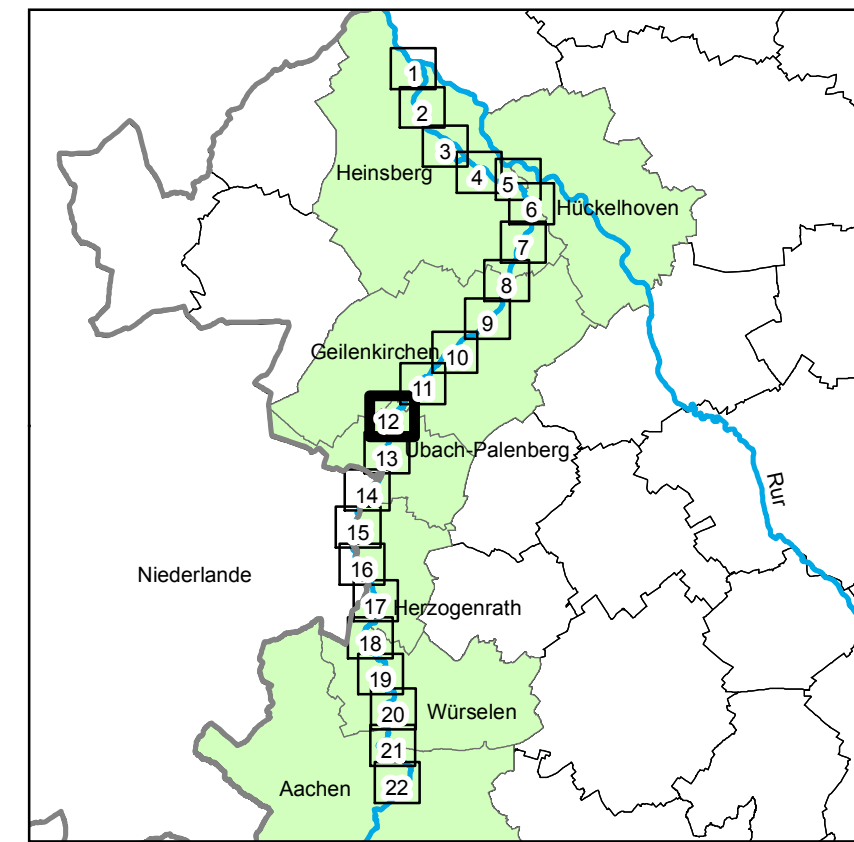 1
2
3
Heinsberg
4
5
6
Hückelhoven
7
8
9
Geilenkirchen
10
11
12
Übach-Palenberg
13
14
Rur
15
16
Niederlande
17
Herzogenrath
18
19
20
Würselen
21
22
Aachen